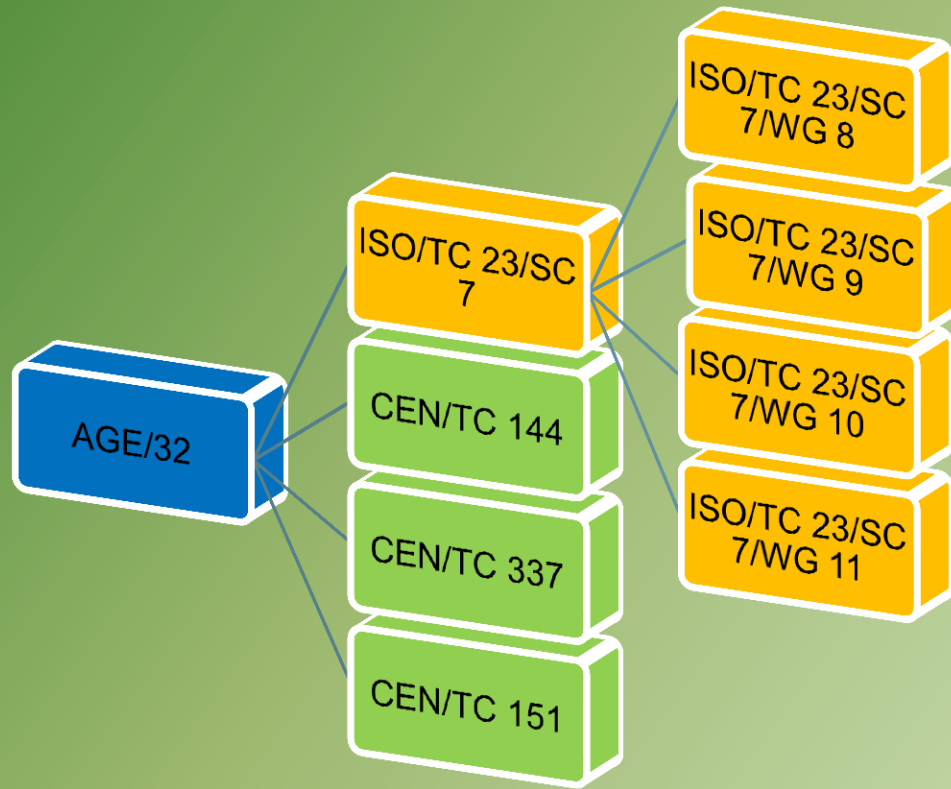 AGE/32
ISO/TC 23/SC
7
CEN/TC 144
CEN/TC 337
CEN/TC 151
ISO/TC 23/SC
7/WG 8
ISO/TC 23/SC
7/WG 9
ISO/TC 23/SC
7/WG 10
ISO/TC 23/SC
7/WG 11